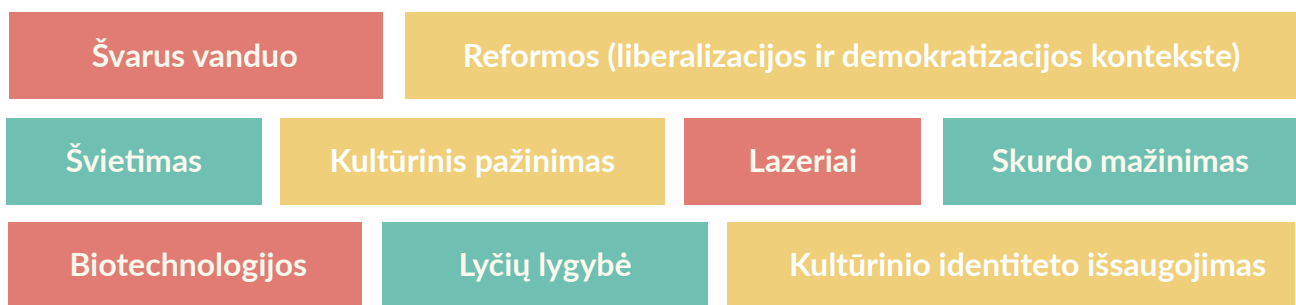 Švarus vanduo
Reformos (liberalizacijos ir demokratizacijos kontekste)
Švietimas
Kultūrinis pažinimas
Lazeriai
Skurdo mažinimas
Biotechnologijos
Lyčių lygybė
Kultūrinio identiteto išsaugojimas